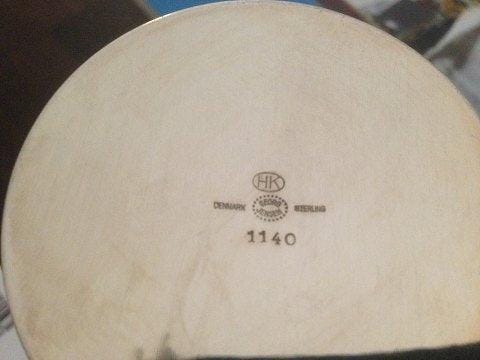 HK
DENMARK GEORG JENSEN STERLING
1140